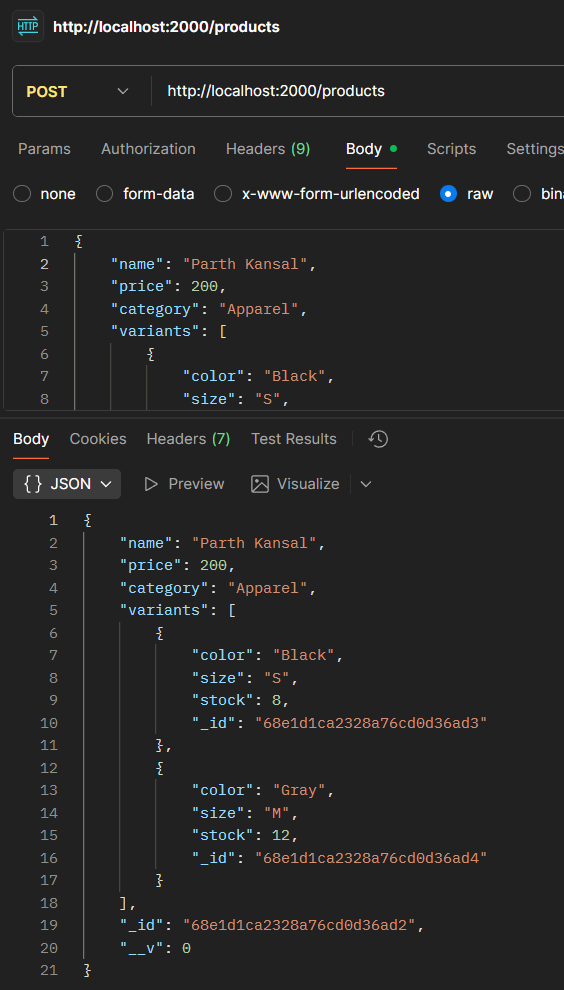 HTTP http://localhost:2000/products
POST http://localhost:2000/products
Params Authorization Headers (9) Body Scripts Settings
none form-data x-www-form-urlencoded raw bin
1 {
2 "name": "Parth Kansal",
3 "price": 200,
4 "category": "Apparel",
5 "variants": [
6 {
7 "color": "Black",
8 "size": "S",
Body Cookies Headers (7) Test Results
{} JSON Preview Visualize
1 {
2 "name": "Parth Kansal",
3 "price": 200,
4 "category": "Apparel",
5 "variants": [
6 {
7 "color": "Black",
8 "size": "S",
9 "stock": 8,
10 "_id": "68e1d1ca2328a76cd0d36ad3"
11 },
12 {
13 "color": "Gray",
14 "size": "M",
15 "stock": 12,
16 "_id": "68e1d1ca2328a76cd0d36ad4"
17 }
18 ],
19 "_id": "68e1d1ca2328a76cd0d36ad2",
20 "__v": 0
21 }